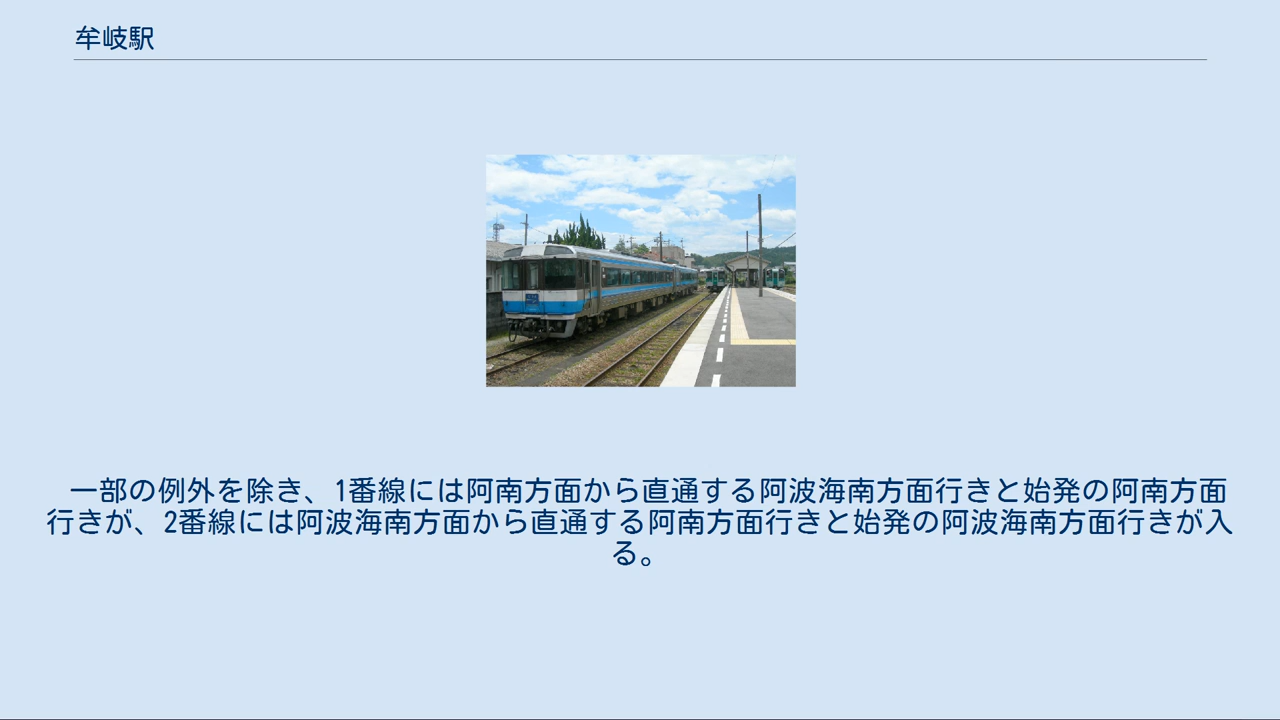 牟岐駅
一部の例外を除き、1番線には阿南方面から直通する阿波海南方面行きと始発の阿南方面
行きが、2番線には阿波海南方面から直通する阿南方面行きと始発の阿波海南方面行きが入
る。